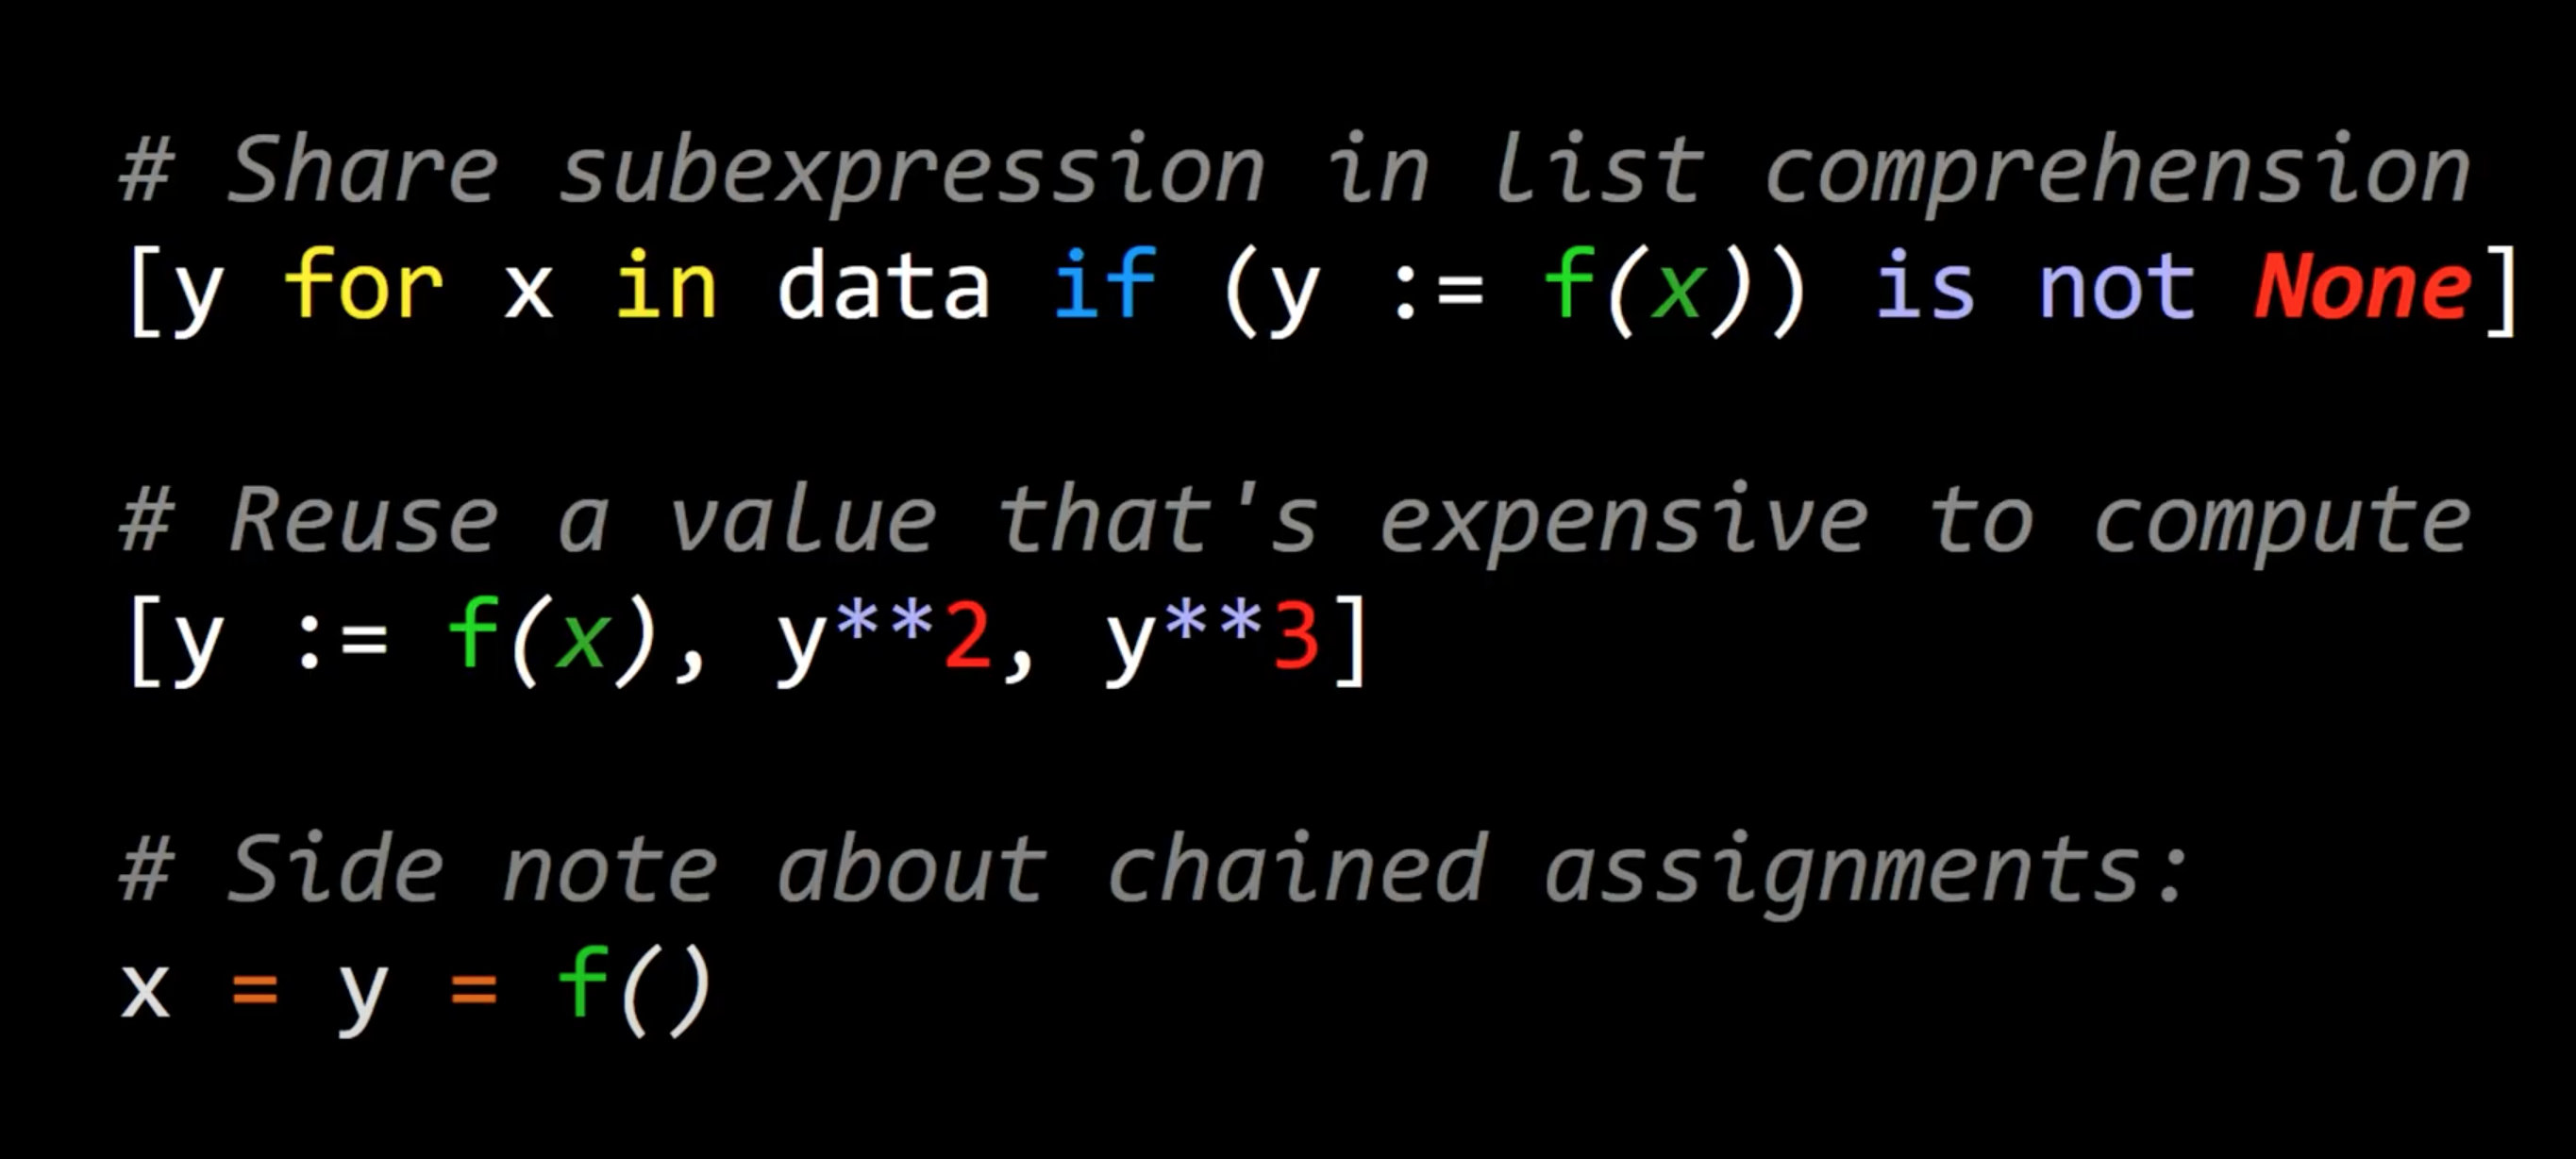 # Share subexpression in list comprehension
[y for x in data if (y := f(x)) is not None]
# Reuse a value that's expensive to compute
[y := f(x), y**2, y**3]
# Side note about chained assignments:
x = y = f()